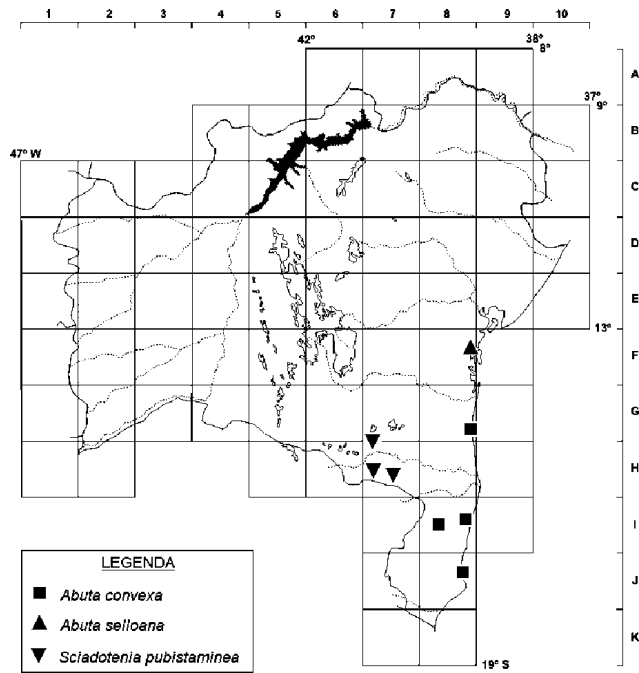 1 2 3 4 5 6 7 8 9 10
42° 38°
8°
A
37°
9°
B
47° W
C
D
E
13°
F
G
H
I
LEGENDA
J
Abuta convexa
Abuta selloana
K
Sciadotenia pubistaminea
19° S